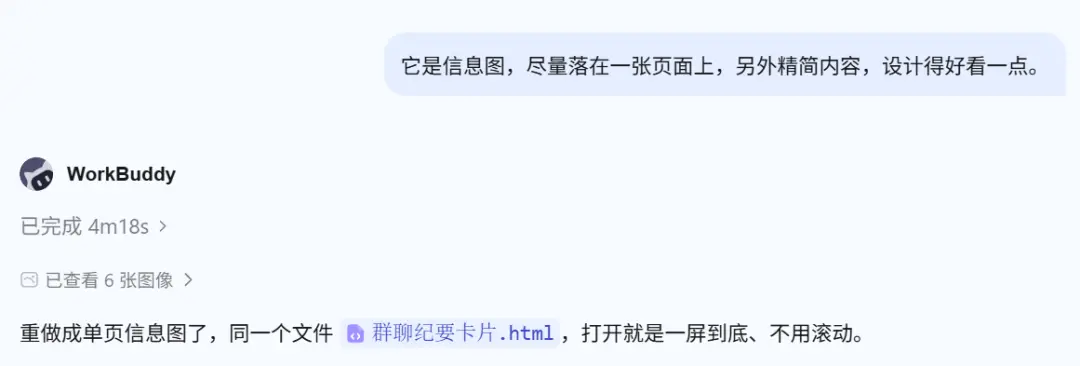 它是信息图，尽量落在一张页面上，另外精简内容，设计得好看一点。
WorkBuddy
已完成 4m18s
已查看 6 张图像
重做成单页信息图了，同一个文件 群聊纪要卡片.html，打开就是一屏到底、不用滚动。